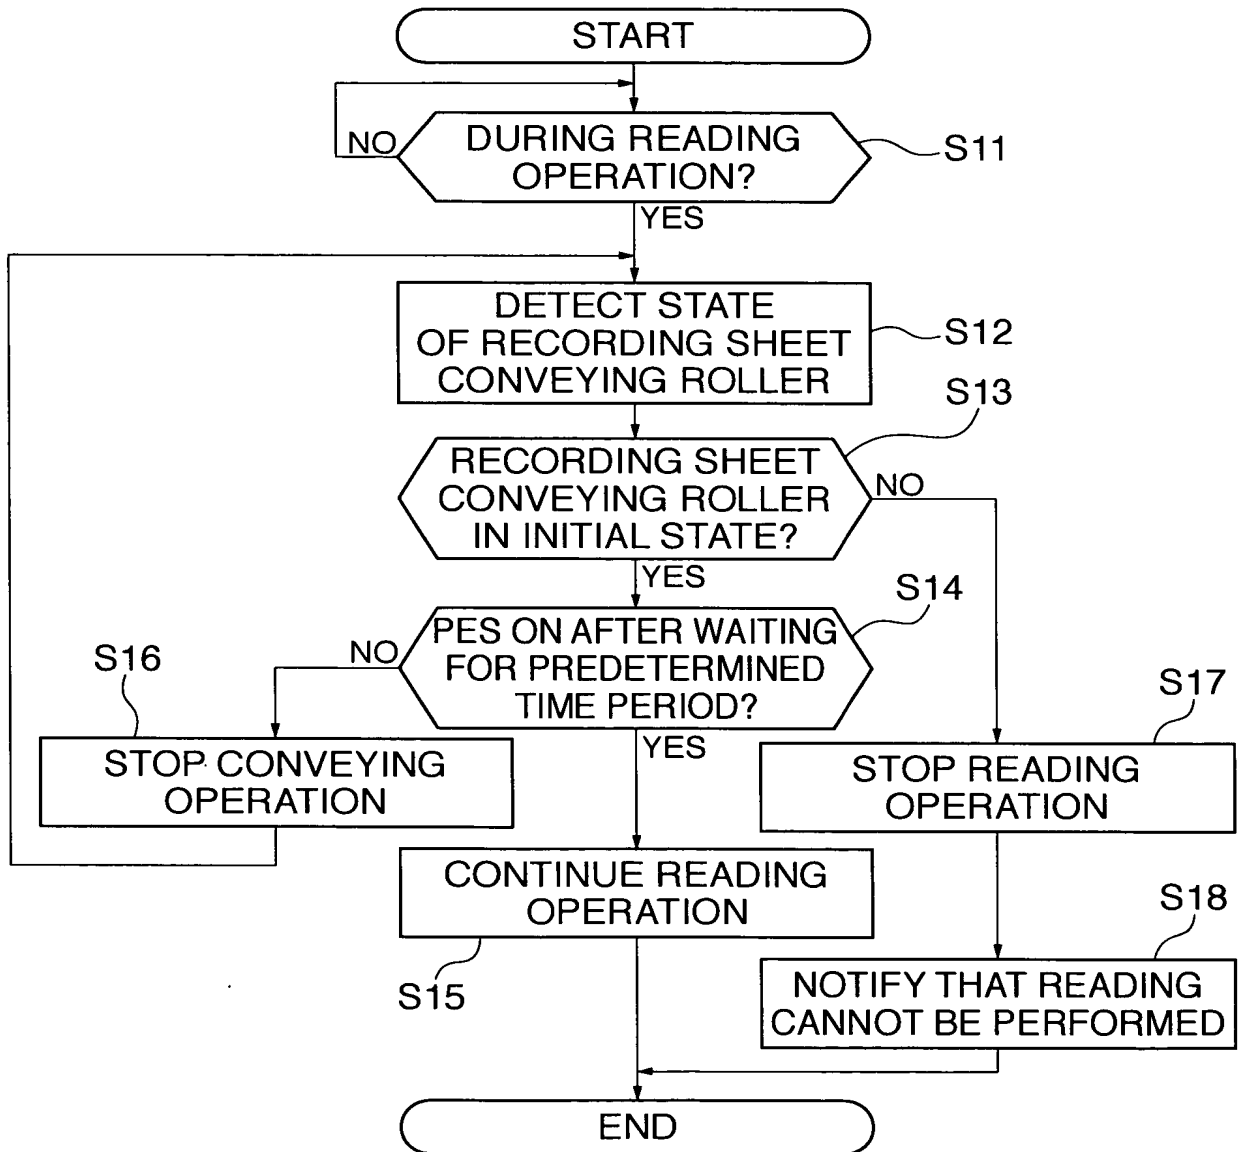 START
NO
DURING READING
OPERATION?
S11
YES
DETECT STATE
OF RECORDING SHEET
CONVEYING ROLLER
S12
S13
RECORDING SHEET
CONVEYING ROLLER
IN INITIAL STATE?
NO
YES
S14
PES ON AFTER WAITING
FOR PREDETERMINED
TIME PERIOD?
NO
S16
YES
S17
STOP CONVEYING
OPERATION
STOP READING
OPERATION
CONTINUE READING
OPERATION
S15
S18
NOTIFY THAT READING
CANNOT BE PERFORMED
END